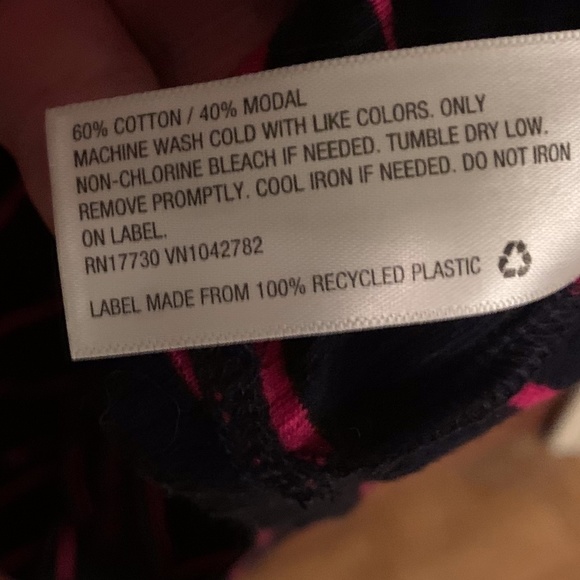 60% COTTON / 40% MODAL
MACHINE WASH COLD WITH LIKE COLORS. ONLY
NON-CHLORINE BLEACH IF NEEDED. TUMBLE DRY LOW.
REMOVE PROMPTLY. COOL IRON IF NEEDED. DO NOT IRON
ON LABEL.
RN17730 VN1042782
LABEL MADE FROM 100% RECYCLED PLASTIC